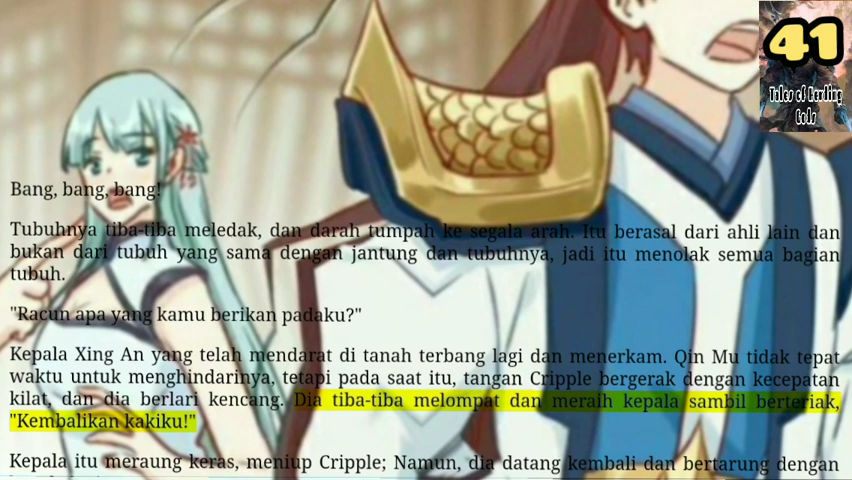 41
Tales of Herding
Gods
Bang, bang, bang!
Tubuhnya tiba-tiba meledak, dan darah tumpah ke segala arah. Itu berasal dari ahli lain dan
bukan dari tubuh yang sama dengan jantung dan tubuhnya, jadi itu menolak semua bagian
tubuh.
"Racun apa yang kamu berikan padaku?"
Kepala Xing An yang telah mendarat di tanah terbang lagi dan menerkam. Qin Mu tidak tepat
waktu untuk menghindarinya, tetapi pada saat itu, tangan Cripple bergerak dengan kecepatan
kilat, dan dia berlari kencang. Dia tiba-tiba melompat dan meraih kepala sambil berteriak,
"Kembalikan kakiku!"
Kepala itu meraung keras, meniup Cripple; Namun, dia datang kembali dan bertarung dengan